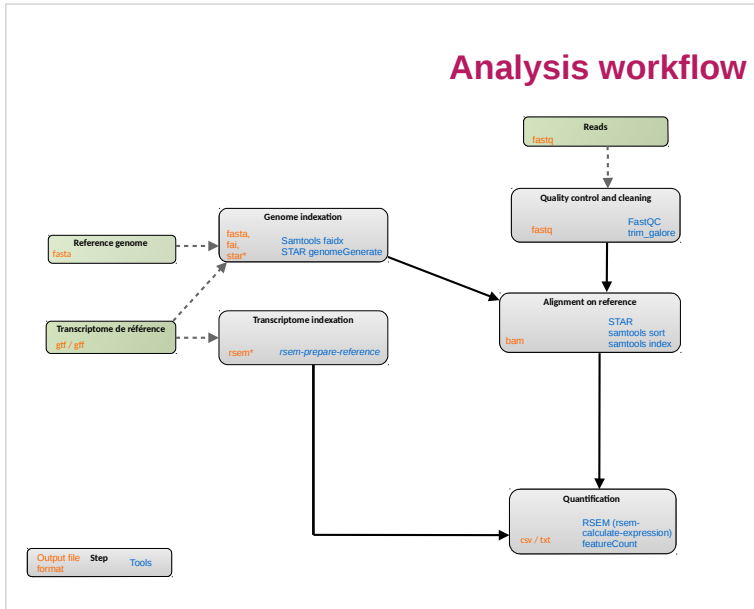 Analysis workflow
Reads
fastq
Quality control and cleaning
fastq
FastQC
trim_galore
Genome indexation
fasta,
fai,
star*
Samtools faidx
STAR genomeGenerate
Reference genome
fasta
Alignment on reference
bam
STAR
samtools sort
samtools index
Transcriptome de référence
gtf / gff
Transcriptome indexation
rsem*
rsem-prepare-reference
Quantification
csv / txt
RSEM (rsem-
calculate-expression)
featureCount
Output file
format
Step
Tools